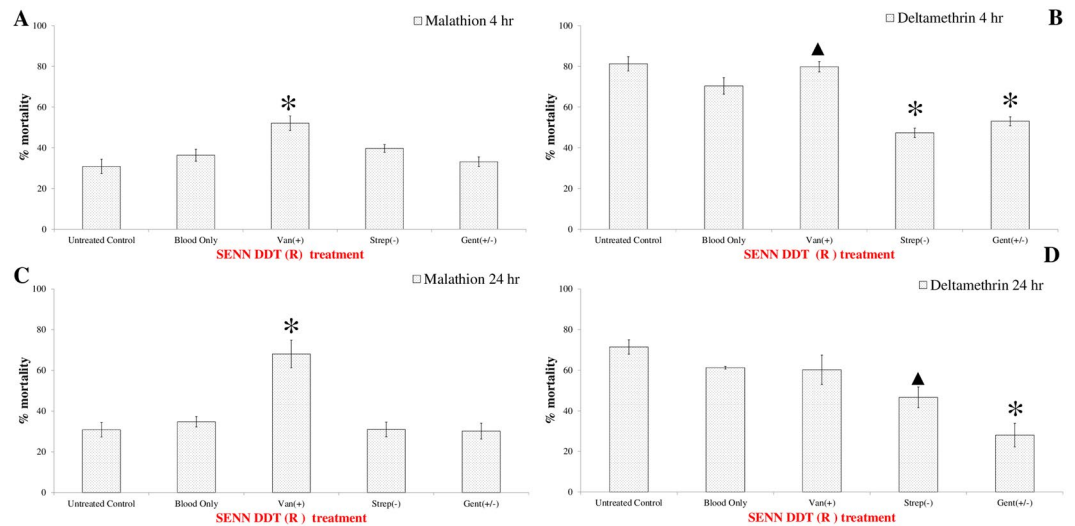 A
Malathion 4 hr
% mortality
100
80
60
40
20
0
*
Untreated Control Blood Only Van(+) Strep(-) Gent(+/-)
SENN DDT (R) treatment
B
Deltamethrin 4 hr
% mortality
100
80
60
40
20
0
▲ * *
Untreated Control Blood Only Van(+) Strep(-) Gent(+/-)
SENN DDT (R ) treatment
C
Malathion 24 hr
% mortality
100
80
60
40
20
0
*
Untreated Control Blood Only Van(+) Strep(-) Gent(+/-)
SENN DDT (R ) treatment
D
Deltamethrin 24 hr
% mortality
100
80
60
40
20
0
▲ *
Untreated Control Blood Only Van(+) Strep(-) Gent(+/-)
SENN DDT (R ) treatment